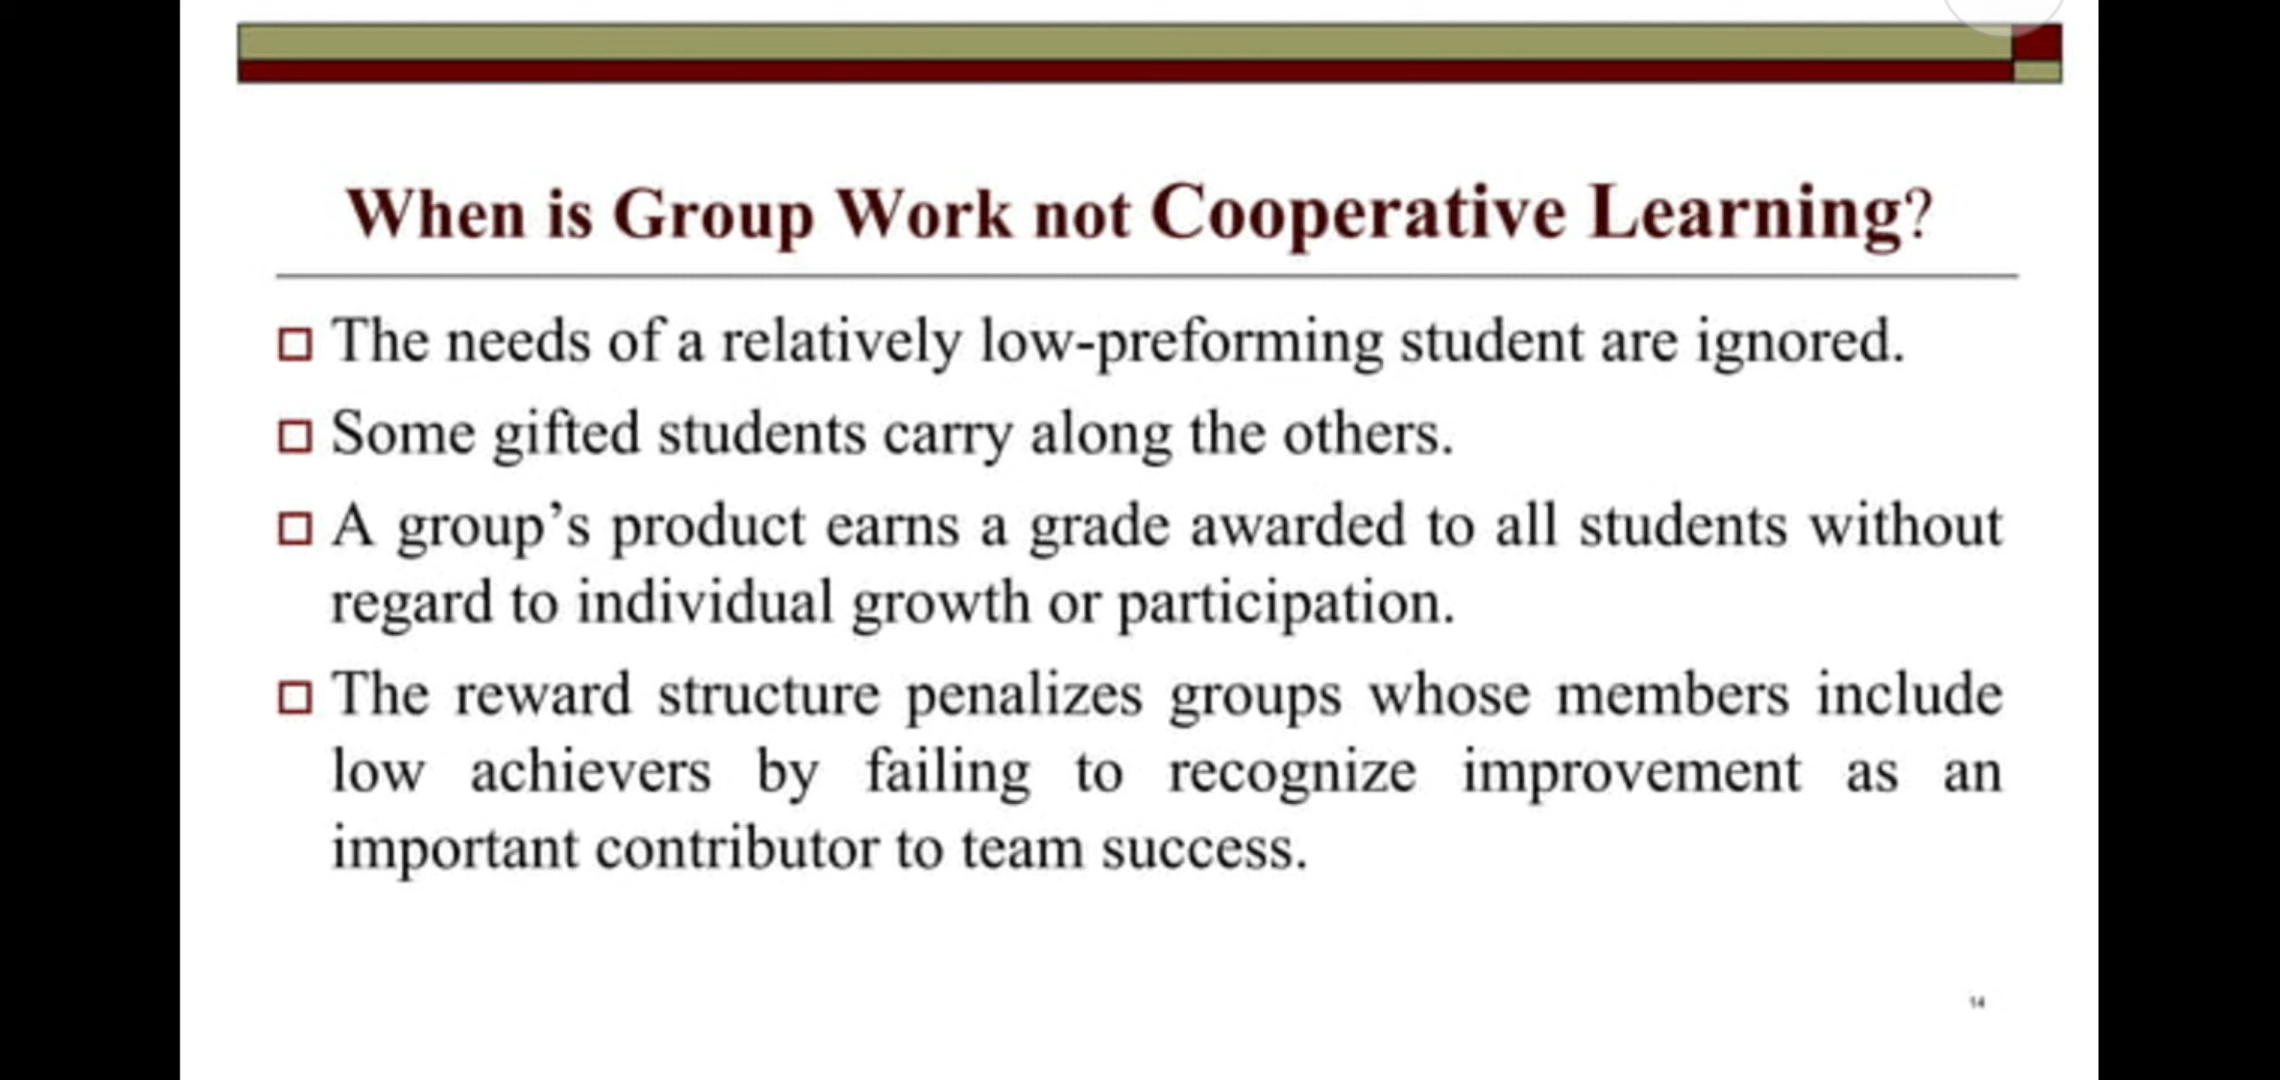 When is Group Work not Cooperative Learning?
The needs of a relatively low-preforming student are ignored.
Some gifted students carry along the others.
A group’s product earns a grade awarded to all students without
regard to individual growth or participation.
The reward structure penalizes groups whose members include
low achievers by failing to recognize improvement as an
important contributor to team success.
14